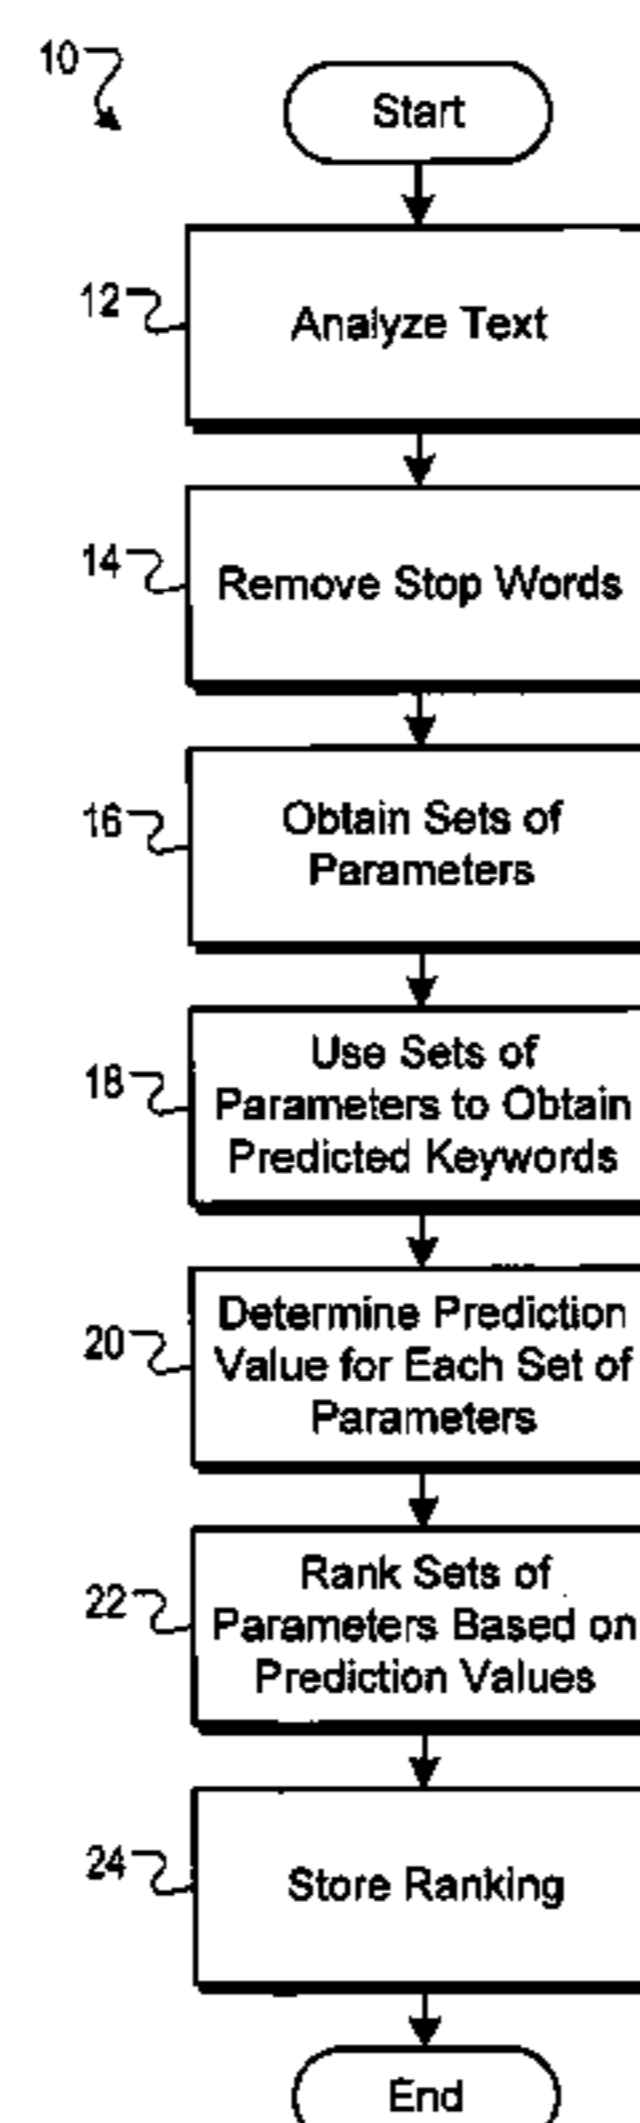 10
Start
12
Analyze Text
14
Remove Stop Words
16
Obtain Sets of
Parameters
18
Use Sets of
Parameters to Obtain
Predicted Keywords
20
Determine Prediction
Value for Each Set of
Parameters
22
Rank Sets of
Parameters Based on
Prediction Values
24
Store Ranking
End